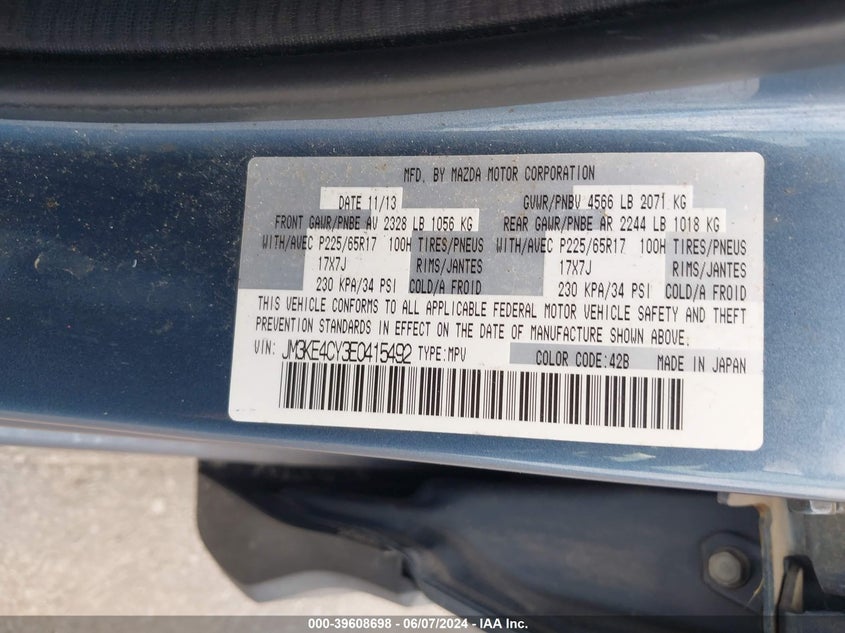 MFD. BY MAZDA MOTOR CORPORATION
DATE 11/13 GVWR/PNBV 4566 LB 2071 KG
FRONT GAWR/PNBE AV 2328 LB 1056 KG REAR GAWR/PNBE AR 2244 LB 1018 KG
WITH/AVEC P225/65R17 100H TIRES/PNEUS WITH/AVEC P225/65R17 100H TIRES/PNEUS
17X7J RIMS/JANTES 17X7J RIMS/JANTES
230 KPA/34 PSI COLD/A FROID 230 KPA/34 PSI COLD/A FROID
THIS VEHICLE CONFORMS TO ALL APPLICABLE FEDERAL MOTOR VEHICLE SAFETY AND THEFT
PREVENTION STANDARDS IN EFFECT ON THE DATE OF MANUFACTURE SHOWN ABOVE.
VIN: JM3KE4CY3E0415492 TYPE:MPV COLOR CODE:42B MADE IN JAPAN
000-39608698 - 06/07/2024 - IAA Inc.